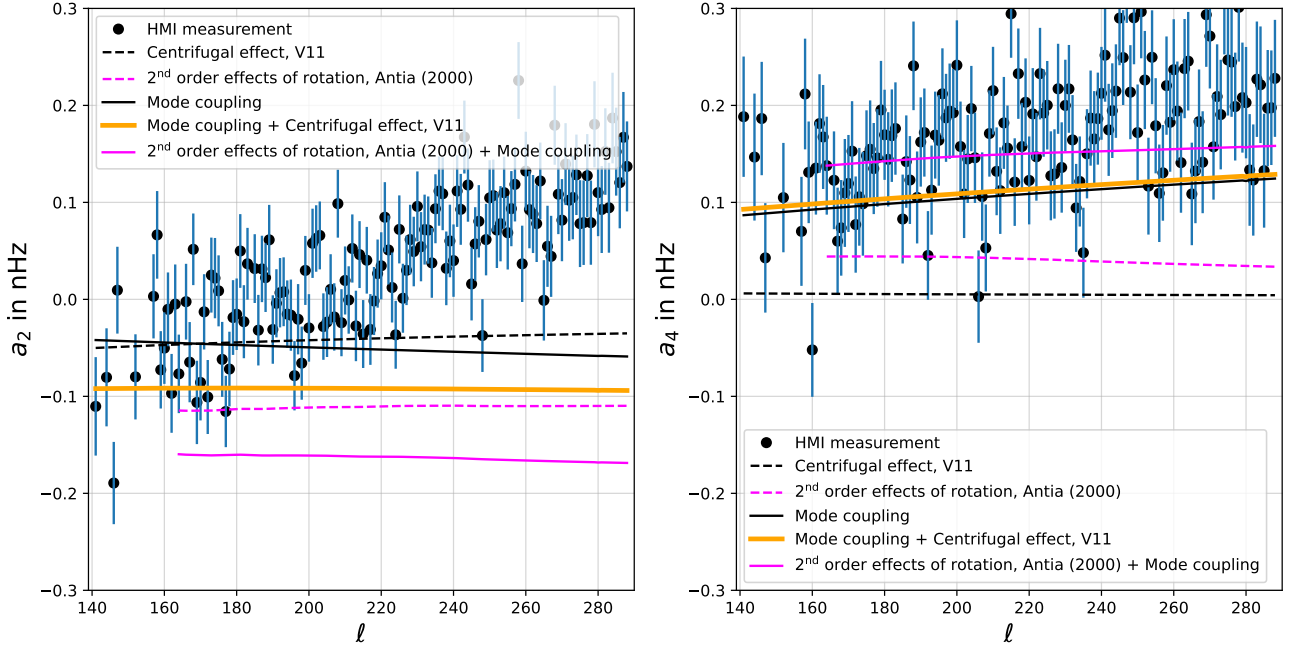 0.3
0.2
0.1
0.0
−0.1
−0.2
−0.3
a₂ in nHz
HMI measurement
Centrifugal effect, V11
2ⁿᵈ order effects of rotation, Antia (2000)
Mode coupling
Mode coupling + Centrifugal effect, V11
2ⁿᵈ order effects of rotation, Antia (2000) + Mode coupling
140 160 180 200 220 240 260 280
ℓ
0.3
0.2
0.1
0.0
−0.1
−0.2
−0.3
a₄ in nHz
HMI measurement
Centrifugal effect, V11
2ⁿᵈ order effects of rotation, Antia (2000)
Mode coupling
Mode coupling + Centrifugal effect, V11
2ⁿᵈ order effects of rotation, Antia (2000) + Mode coupling
140 160 180 200 220 240 260 280
ℓ